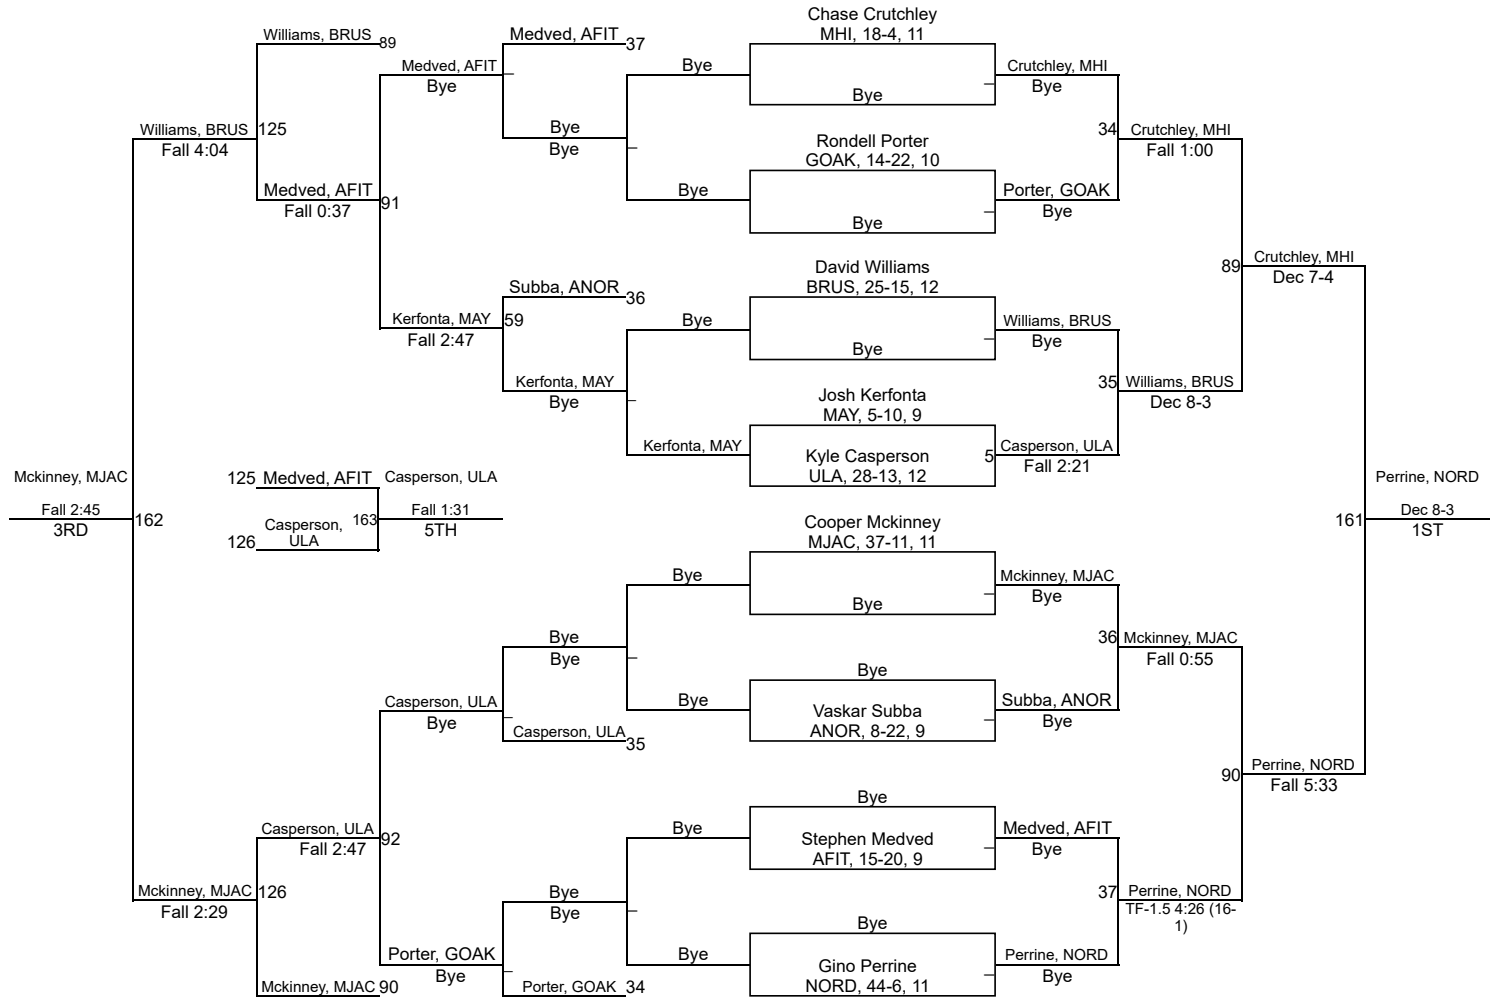 Chase Crutchley
MHI, 18-4, 11
Williams, BRUS
89
Medved, AFIT
37
Medved, AFIT
Bye
Bye
Bye
Crutchley, MHI
Bye
Williams, BRUS
125
Fall 4:04
Bye
Bye
Rondell Porter
GOAK, 14-22, 10
34
Crutchley, MHI
Fall 1:00
Medved, AFIT
Fall 0:37
91
Bye
Bye
Porter, GOAK
Bye
David Williams
BRUS, 25-15, 12
89
Crutchley, MHI
Dec 7-4
Subba, ANOR
36
Kerfonta, MAY
59
Fall 2:47
Bye
Bye
Williams, BRUS
Bye
Kerfonta, MAY
Bye
Josh Kerfonta
MAY, 5-10, 9
35
Williams, BRUS
Dec 8-3
Kerfonta, MAY
Kyle Casperson
ULA, 28-13, 12
5
Casperson, ULA
Fall 2:21
Mckinney, MJAC
Fall 2:45
3RD
162
125
Medved, AFIT
Casperson, ULA
163
Fall 1:31
5TH
126
Casperson,
ULA
Perrine, NORD
161
Dec 8-3
1ST
Cooper Mckinney
MJAC, 37-11, 11
Bye
Bye
Mckinney, MJAC
Bye
Bye
Bye
36
Mckinney, MJAC
Fall 0:55
Casperson, ULA
Bye
Bye
Bye
Vaskar Subba
ANOR, 8-22, 9
Subba, ANOR
Bye
Casperson, ULA
35
90
Perrine, NORD
Fall 5:33
Bye
Casperson, ULA
Fall 2:47
92
Bye
Stephen Medved
AFIT, 15-20, 9
Medved, AFIT
Bye
Mckinney, MJAC
126
Fall 2:29
Bye
Bye
37
Perrine, NORD
TF-1.5 4:26 (16-
1)
Bye
Porter, GOAK
Bye
Bye
Gino Perrine
NORD, 44-6, 11
Perrine, NORD
Bye
Mckinney, MJAC
90
Porter, GOAK
34